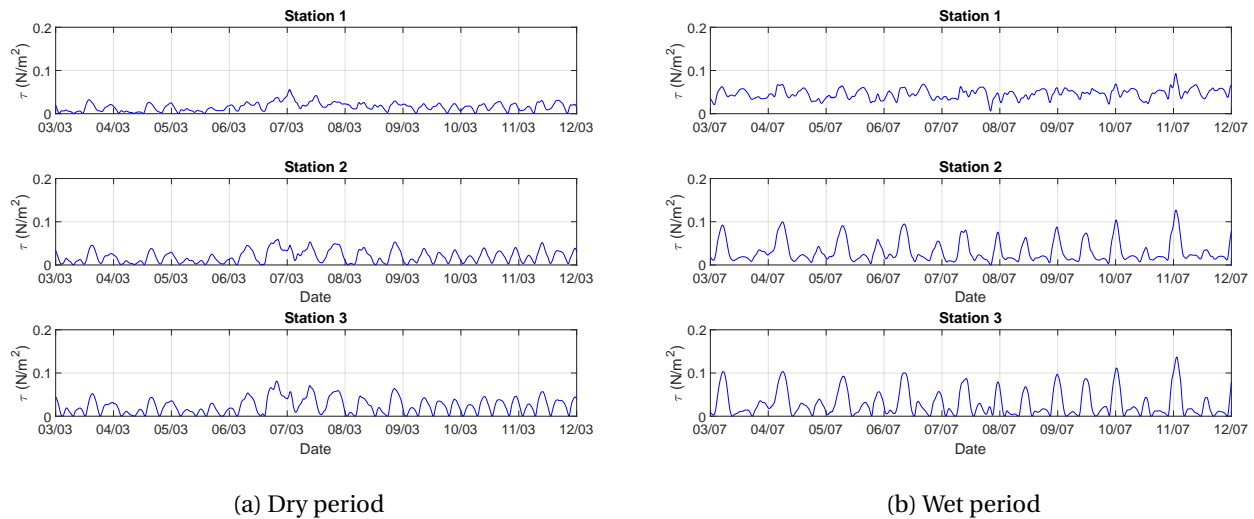 Station 1
τ (N/m²)
0.2
0.1
0
03/03 04/03 05/03 06/03 07/03 08/03 09/03 10/03 11/03 12/03
Station 2
τ (N/m²)
0.2
0.1
0
03/03 04/03 05/03 06/03 07/03 08/03 09/03 10/03 11/03 12/03
Date
Station 3
τ (N/m²)
0.2
0.1
0
03/03 04/03 05/03 06/03 07/03 08/03 09/03 10/03 11/03 12/03
Date
(a) Dry period
Station 1
τ (N/m²)
0.2
0.1
0
03/07 04/07 05/07 06/07 07/07 08/07 09/07 10/07 11/07 12/07
Station 2
τ (N/m²)
0.2
0.1
0
03/07 04/07 05/07 06/07 07/07 08/07 09/07 10/07 11/07 12/07
Date
Station 3
τ (N/m²)
0.2
0.1
0
03/07 04/07 05/07 06/07 07/07 08/07 09/07 10/07 11/07 12/07
Date
(b) Wet period